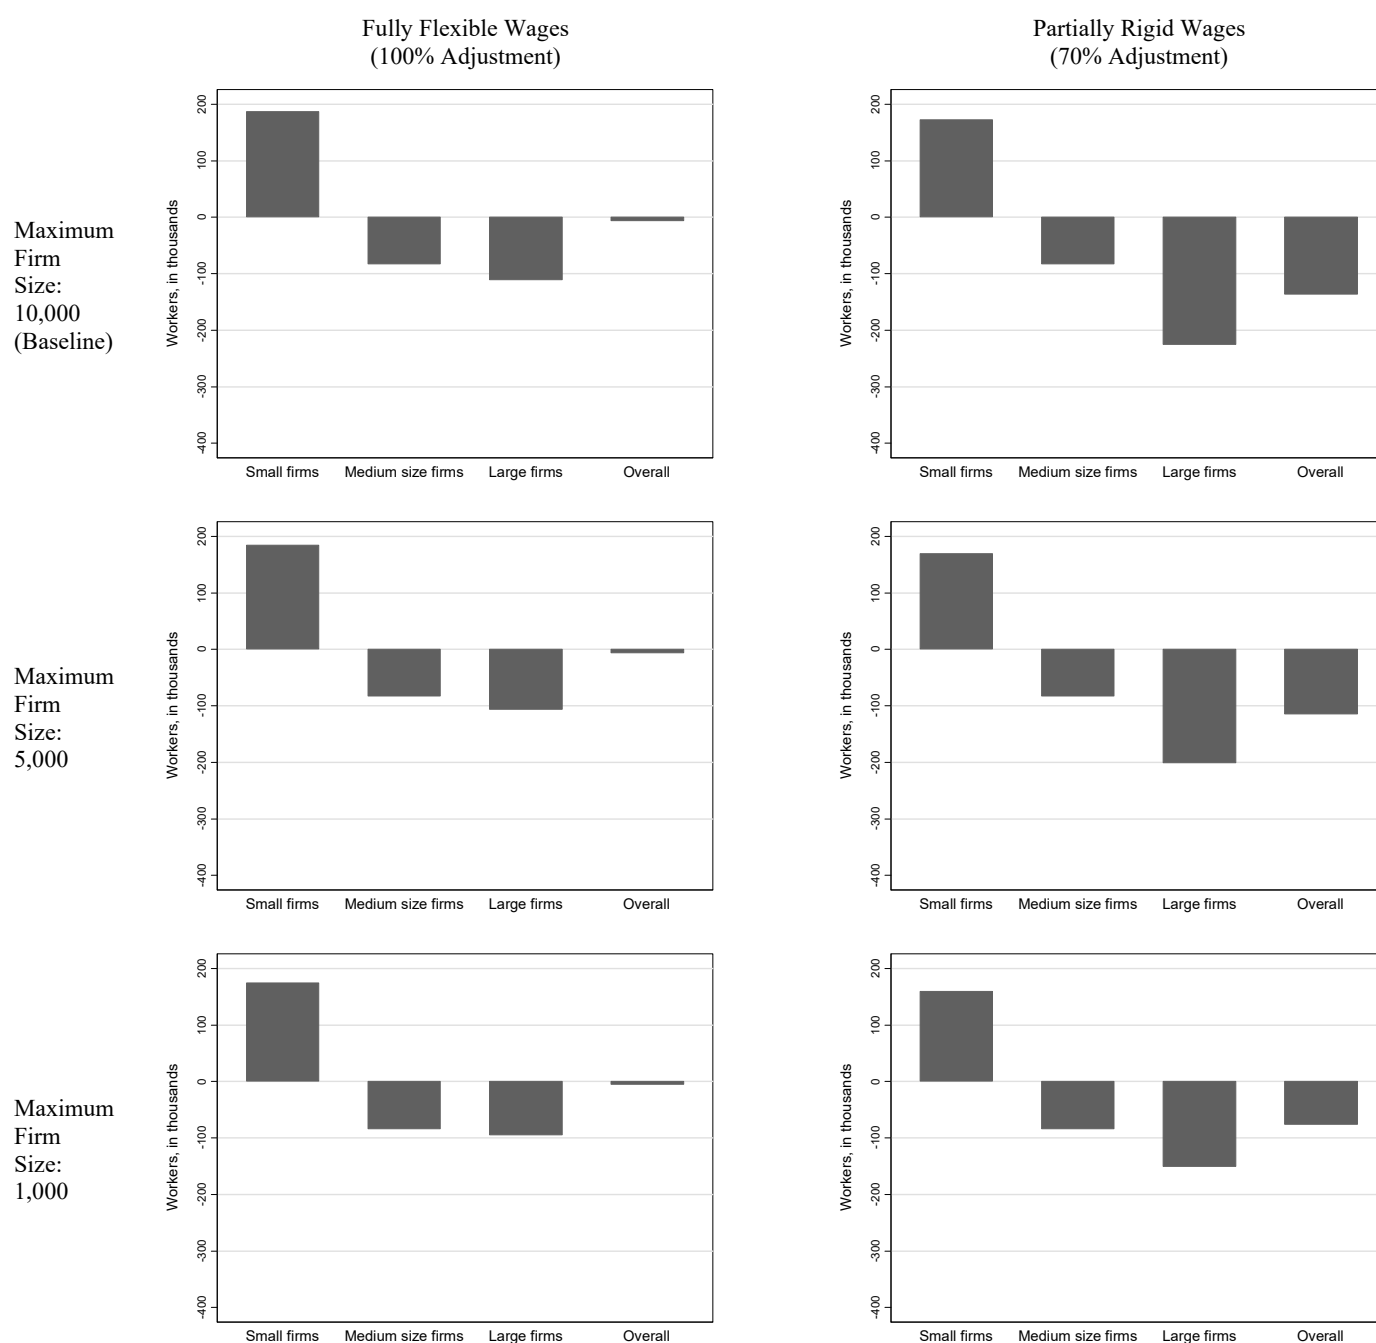 Fully Flexible Wages
(100% Adjustment)
Partially Rigid Wages
(70% Adjustment)
Maximum
Firm
Size:
10,000
(Baseline)
Workers, in thousands
200
100
0
-100
-200
-300
-400
Small firms Medium size firms Large firms Overall
Workers, in thousands
200
100
0
-100
-200
-300
-400
Small firms Medium size firms Large firms Overall
Maximum
Firm
Size:
5,000
Workers, in thousands
200
100
0
-100
-200
-300
-400
Small firms Medium size firms Large firms Overall
Workers, in thousands
200
100
0
-100
-200
-300
-400
Small firms Medium size firms Large firms Overall
Maximum
Firm
Size:
1,000
Workers, in thousands
200
100
0
-100
-200
-300
-400
Small firms Medium size firms Large firms Overall
Workers, in thousands
200
100
0
-100
-200
-300
-400
Small firms Medium size firms Large firms Overall